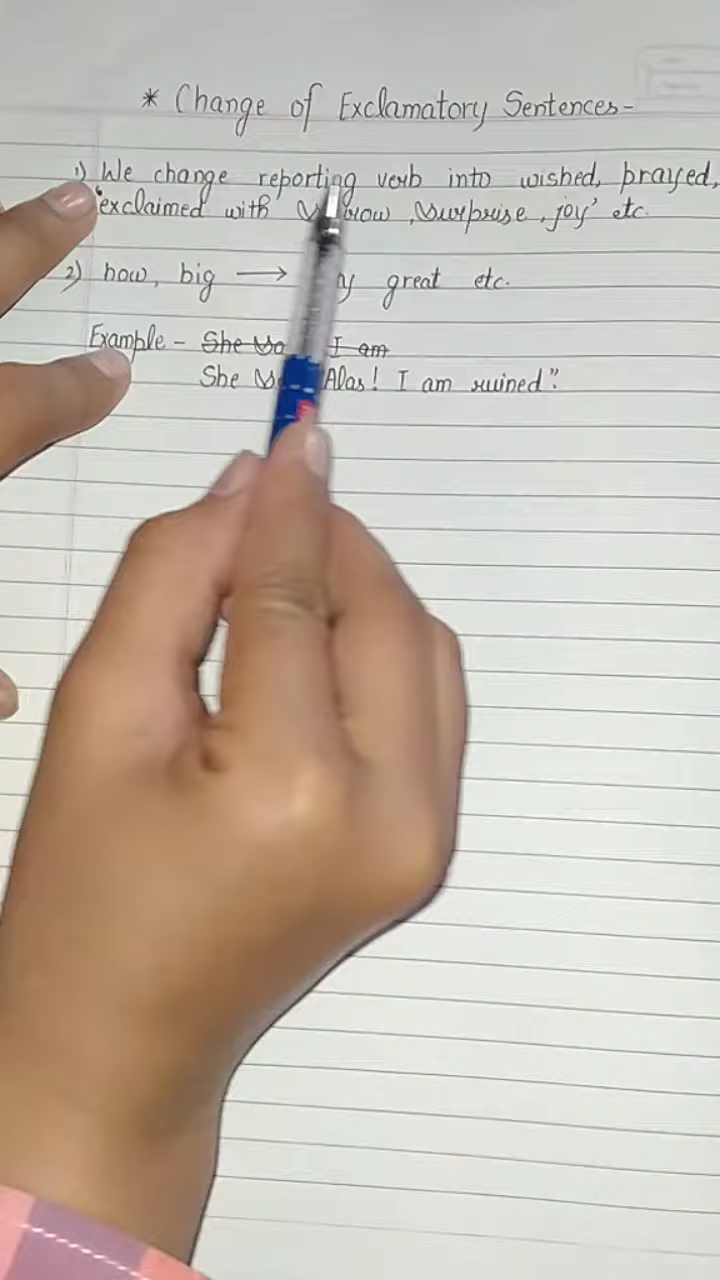 * Change of Exclamatory Sentences-
1) We change reporting verb into wished, prayed,
'exclaimed with sorrow, surprise, joy' etc.
2) how, big → great etc.
Example - She I am
She Alas! I am ruined".